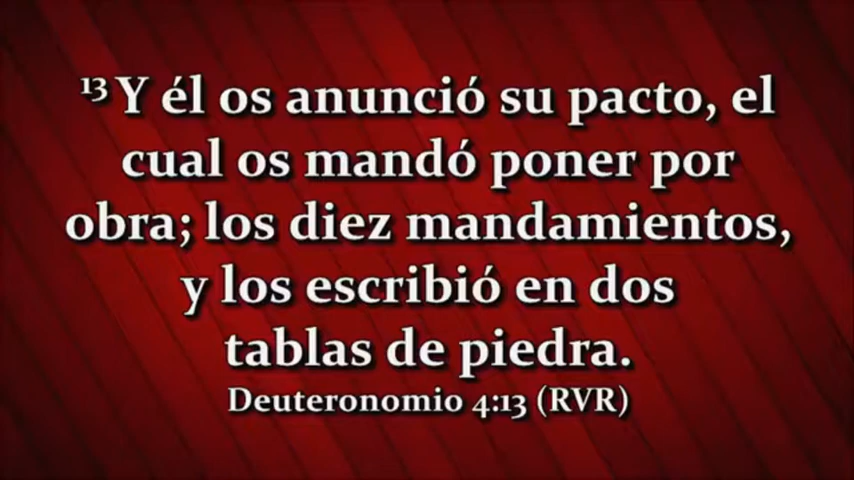 ¹³ Y él os anunció su pacto, el
cual os mandó poner por
obra; los diez mandamientos,
y los escribió en dos
tablas de piedra.
Deuteronomio 4:13 (RVR)